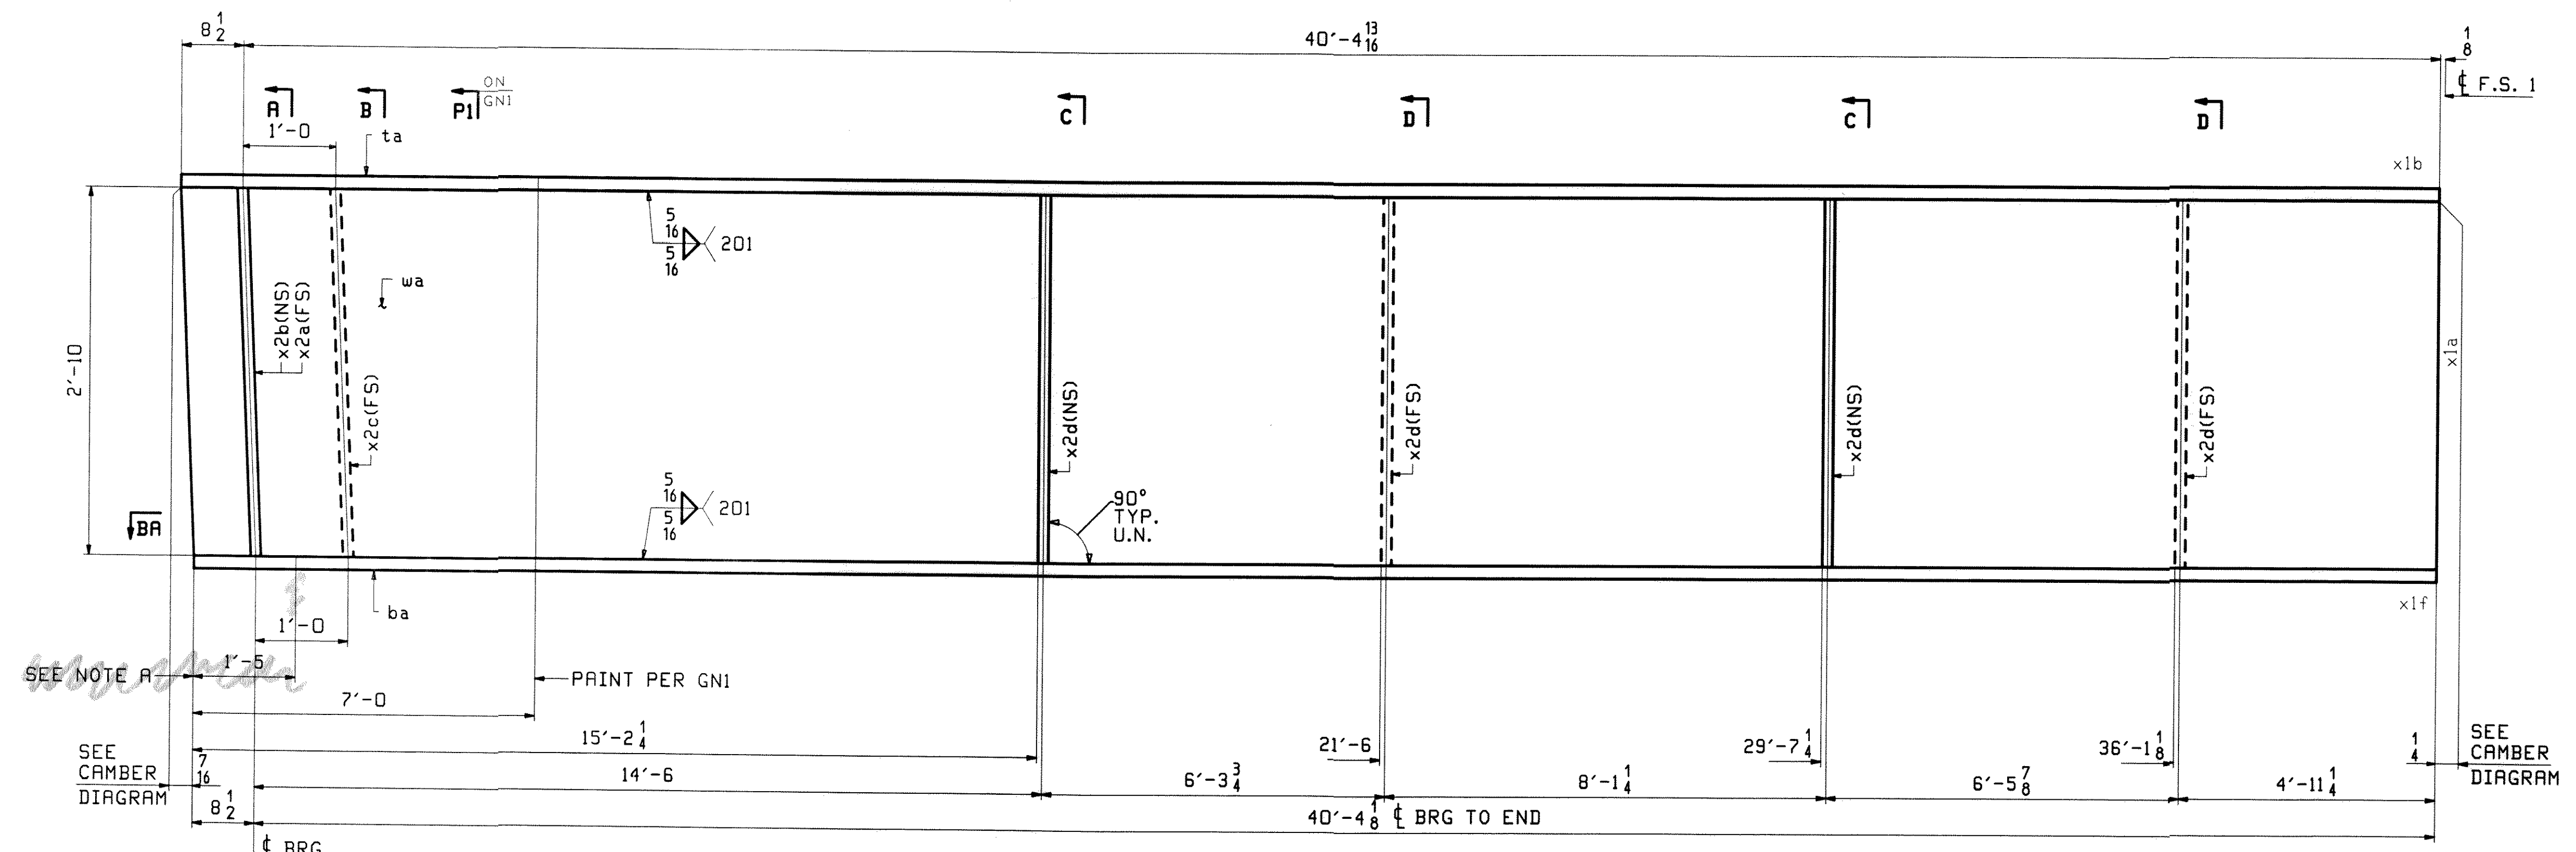 8 1/2
40'-4 13/16
1/8
℄ F.S. 1
A
B
P1
ON
GN1
C
D
C
D
1'-0
ta
x1b
5/16
5/16
201
wa
x2b(NS)
x2a(FS)
2'-10
x2c(FS)
x2d(NS)
x2d(FS)
x2d(NS)
x2d(FS)
x1a
5/16
5/16
201
90°
TYP.
U.N.
BA
ba
x1f
1'-0
SEE NOTE A
1'-5
PAINT PER GN1
7'-0
15'-2 1/4
21'-6
29'-7 1/4
36'-1 1/8
1/4
SEE
CAMBER
DIAGRAM
SEE
CAMBER
DIAGRAM
7/16
14'-6
6'-3 3/4
8'-1 1/4
6'-5 7/8
4'-11 1/4
8 1/2
40'-4 1/8 ℄ BRG TO END
℄ BRG